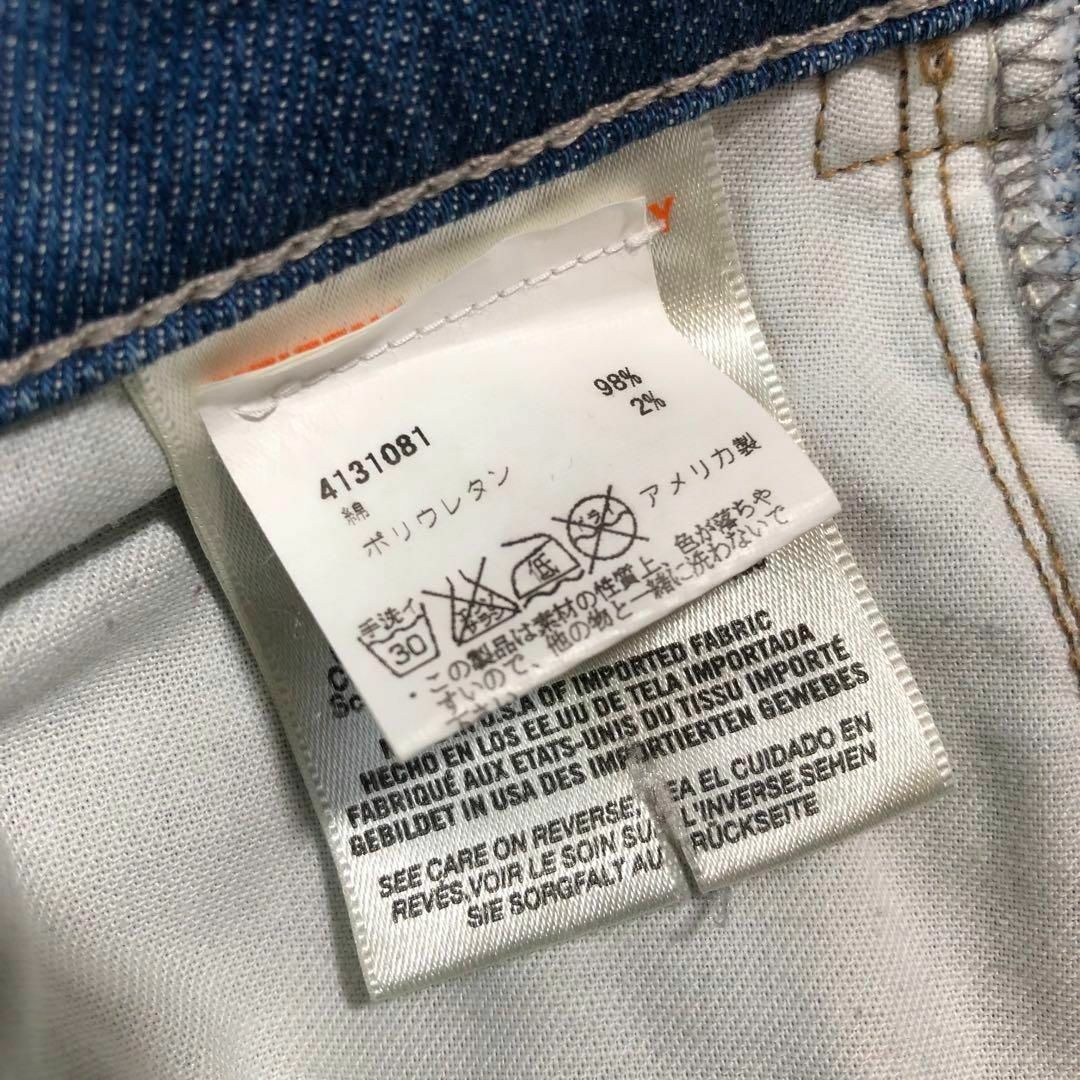 y
4131081
綿 98%
ポリウレタン 2%
手洗イ
30
低
ドライ
アメリカ製
・この製品は素材の性質上、色が落ちや
すいので、他の物と一緒に洗わないで
U.S.A OF IMPORTED FABRIC
HECHO EN LOS EE.UU DE TELA IMPORTADA
FABRIQUÉ AUX ETATS-UNIS DU TISSU IMPORTÉ
GEBILDET IN USA DES IMPORTIERTEN GEWEBES
SEE CARE ON REVERSE, EA EL CUIDADO EN
REVÉS,VOIR LE SOIN SU L'INVERSE,SEHEN
SIE SORGFALT AU RÜCKSEITE